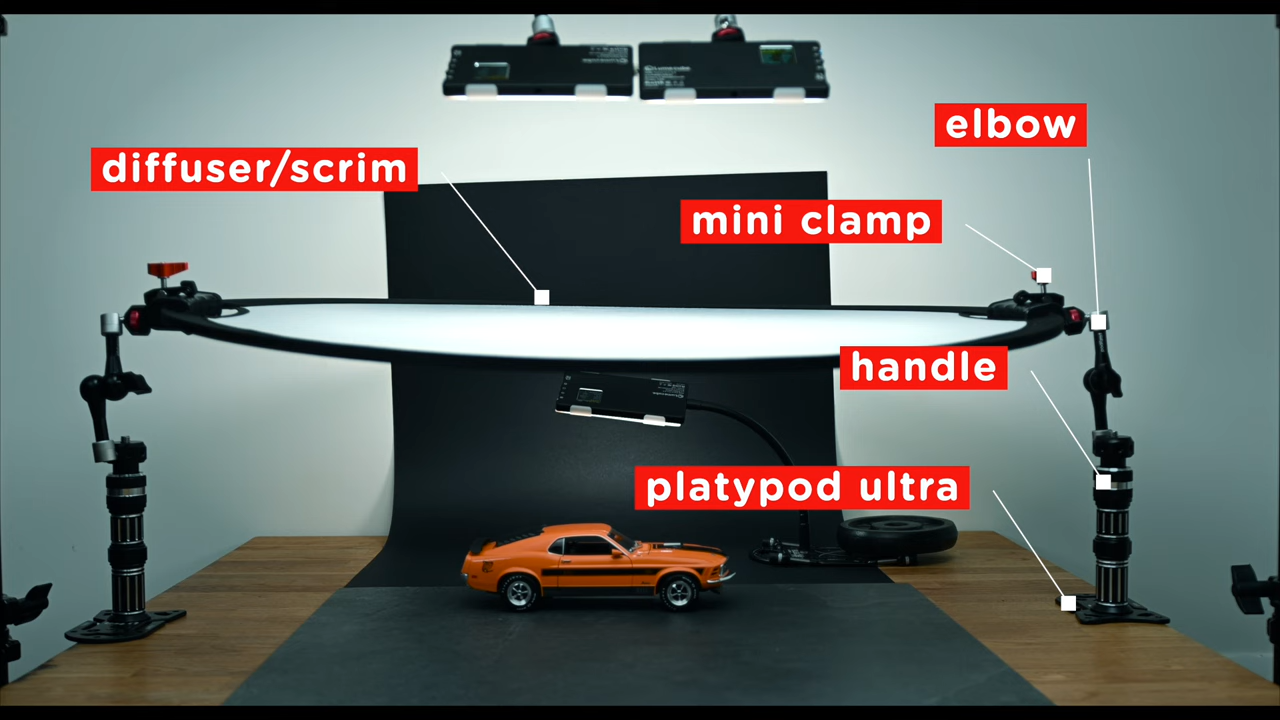 elbow
diffuser/scrim
mini clamp
handle
platypod ultra